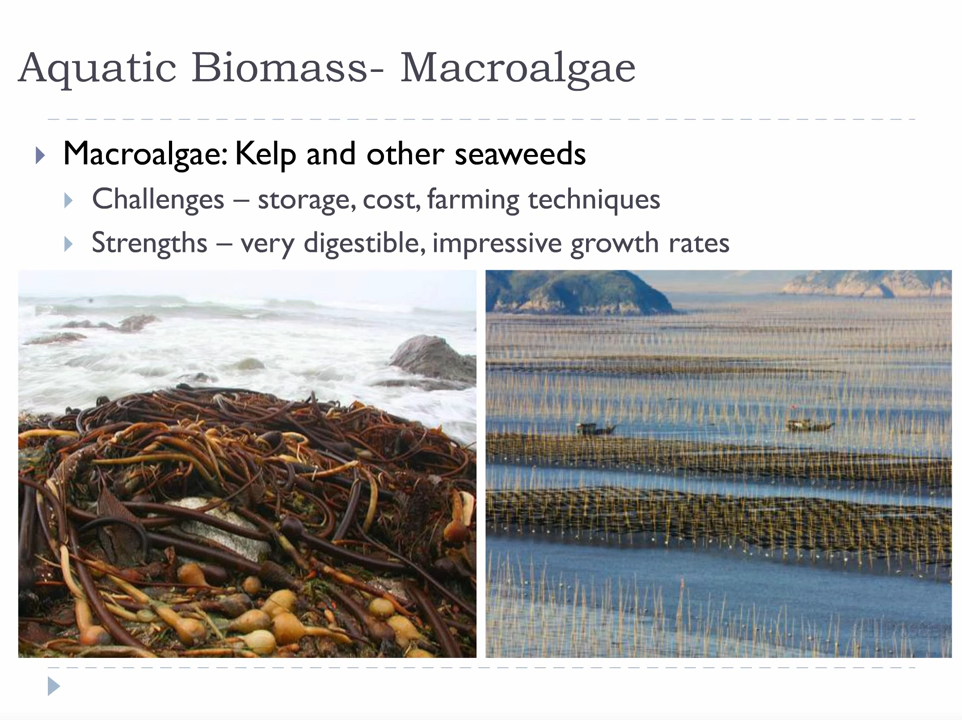 Aquatic Biomass- Macroalgae
Macroalgae: Kelp and other seaweeds
Challenges – storage, cost, farming techniques
Strengths – very digestible, impressive growth rates